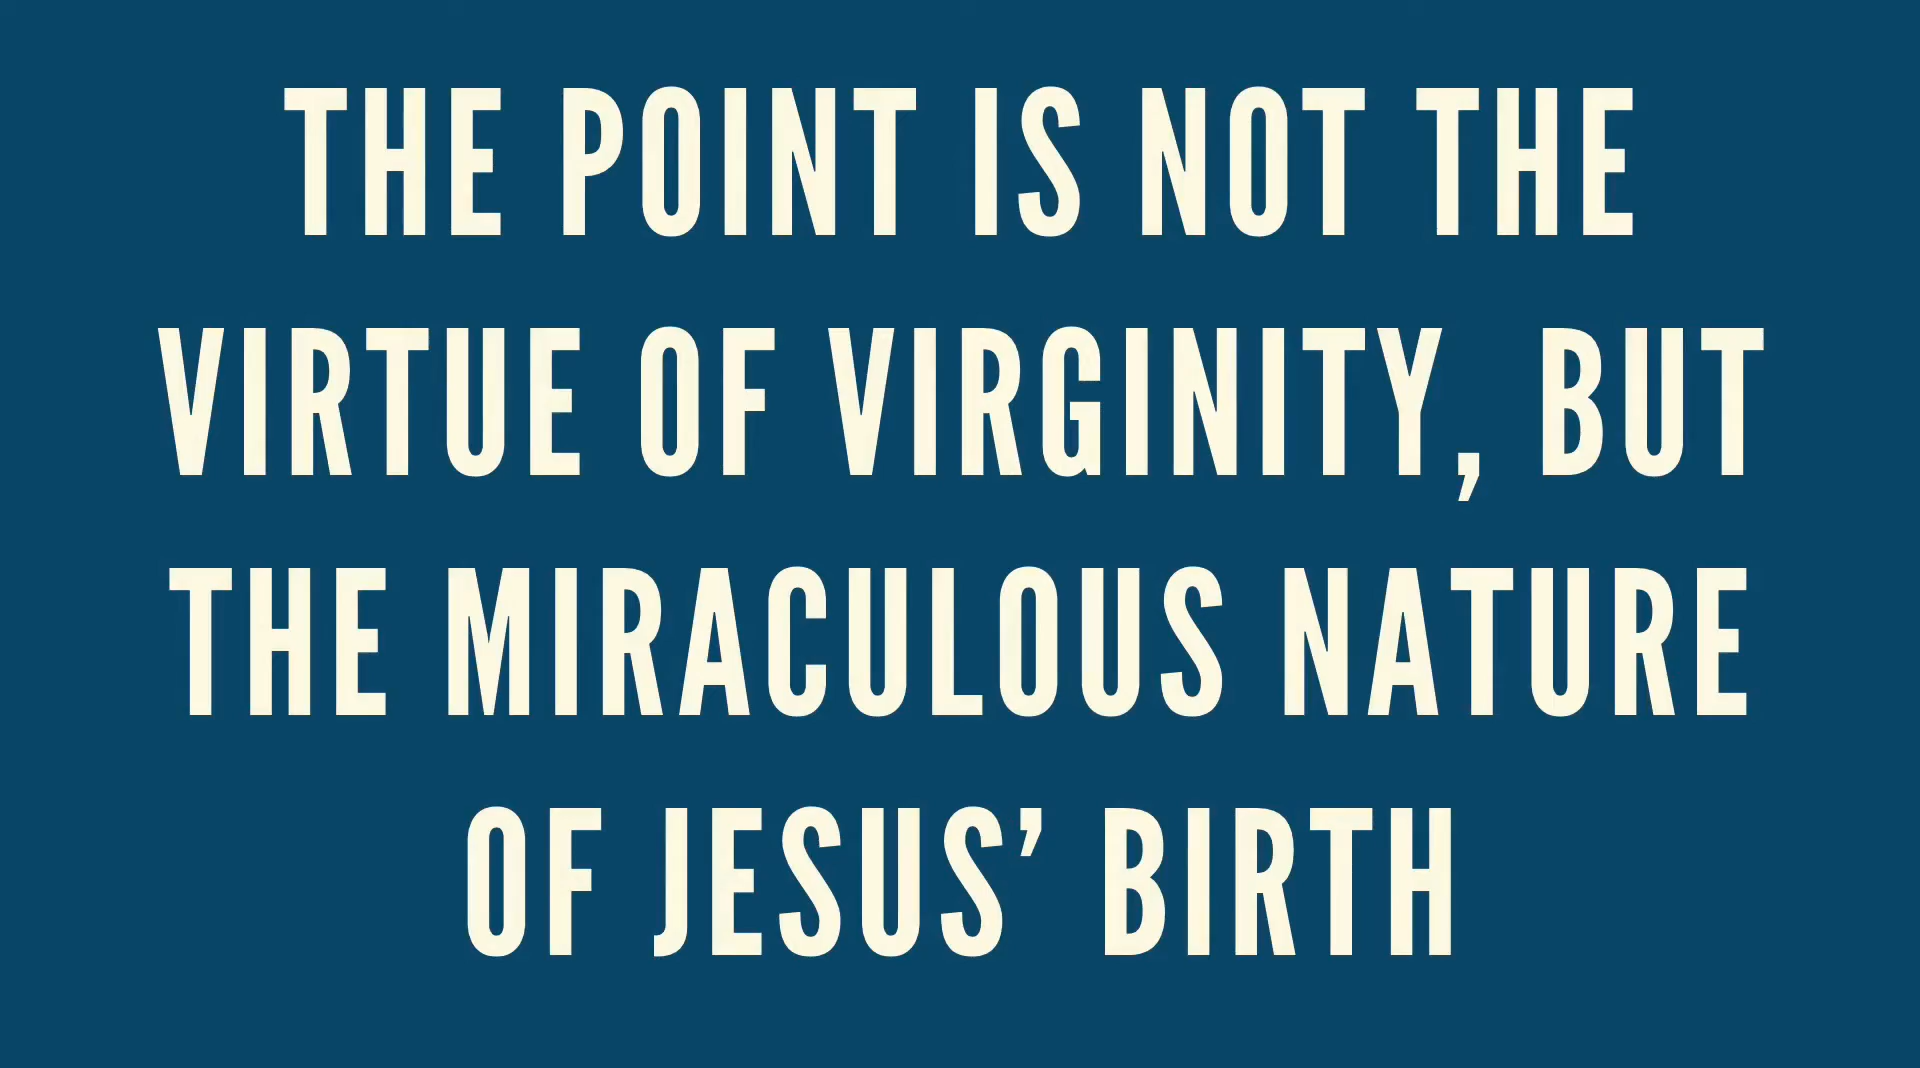 THE POINT IS NOT THE
VIRTUE OF VIRGINITY, BUT
THE MIRACULOUS NATURE
OF JESUS’ BIRTH